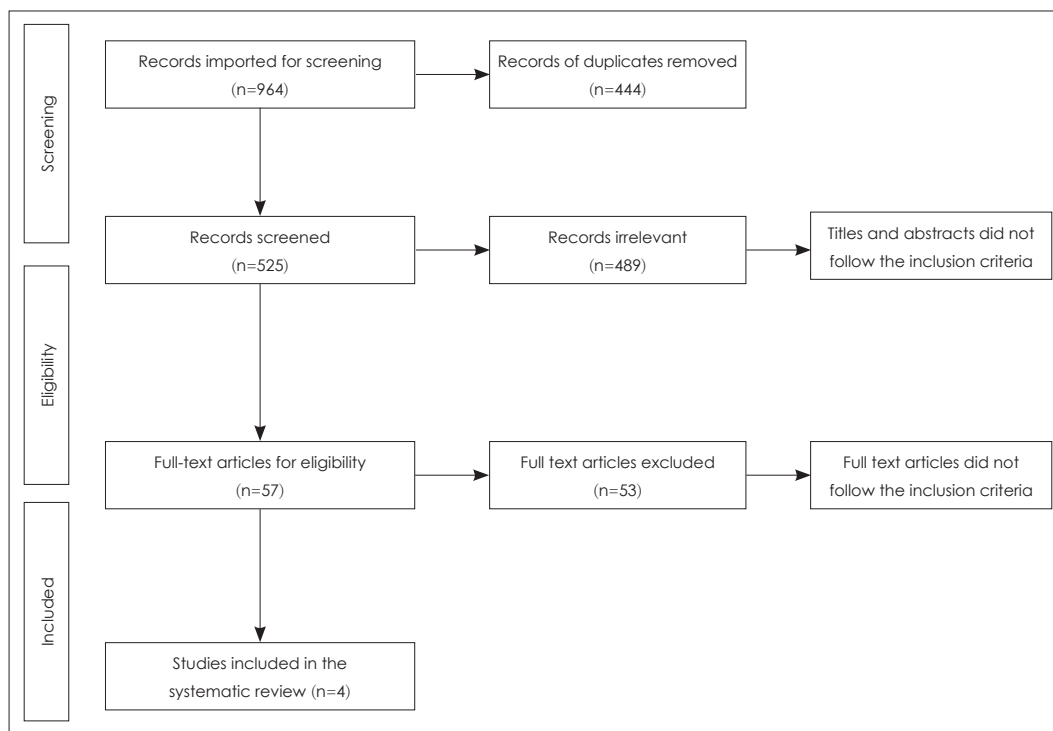 Screening
Records imported for screening
(n=964)
Records of duplicates removed
(n=444)
Records screened
(n=525)
Records irrelevant
(n=489)
Titles and abstracts did not
follow the inclusion criteria
Eligibility
Full-text articles for eligibility
(n=57)
Full text articles excluded
(n=53)
Full text articles did not
follow the inclusion criteria
Included
Studies included in the
systematic review (n=4)